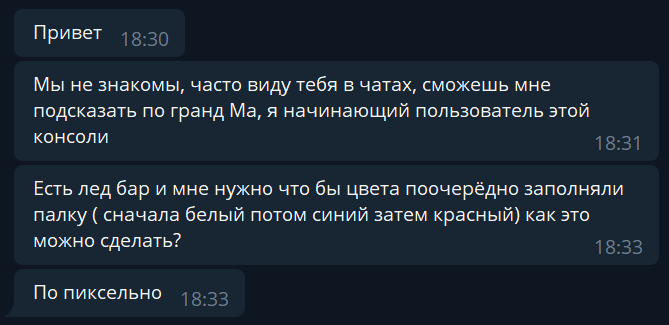 Привет 18:30
Мы не знакомы, часто виду тебя в чатах, сможешь мне
подсказать по гранд Ма, я начинающий пользователь этой
консоли
18:31
Есть лед бар и мне нужно что бы цвета поочерёдно заполняли
палку ( сначала белый потом синий затем красный) как это
можно сделать?
18:33
По пиксельно 18:33